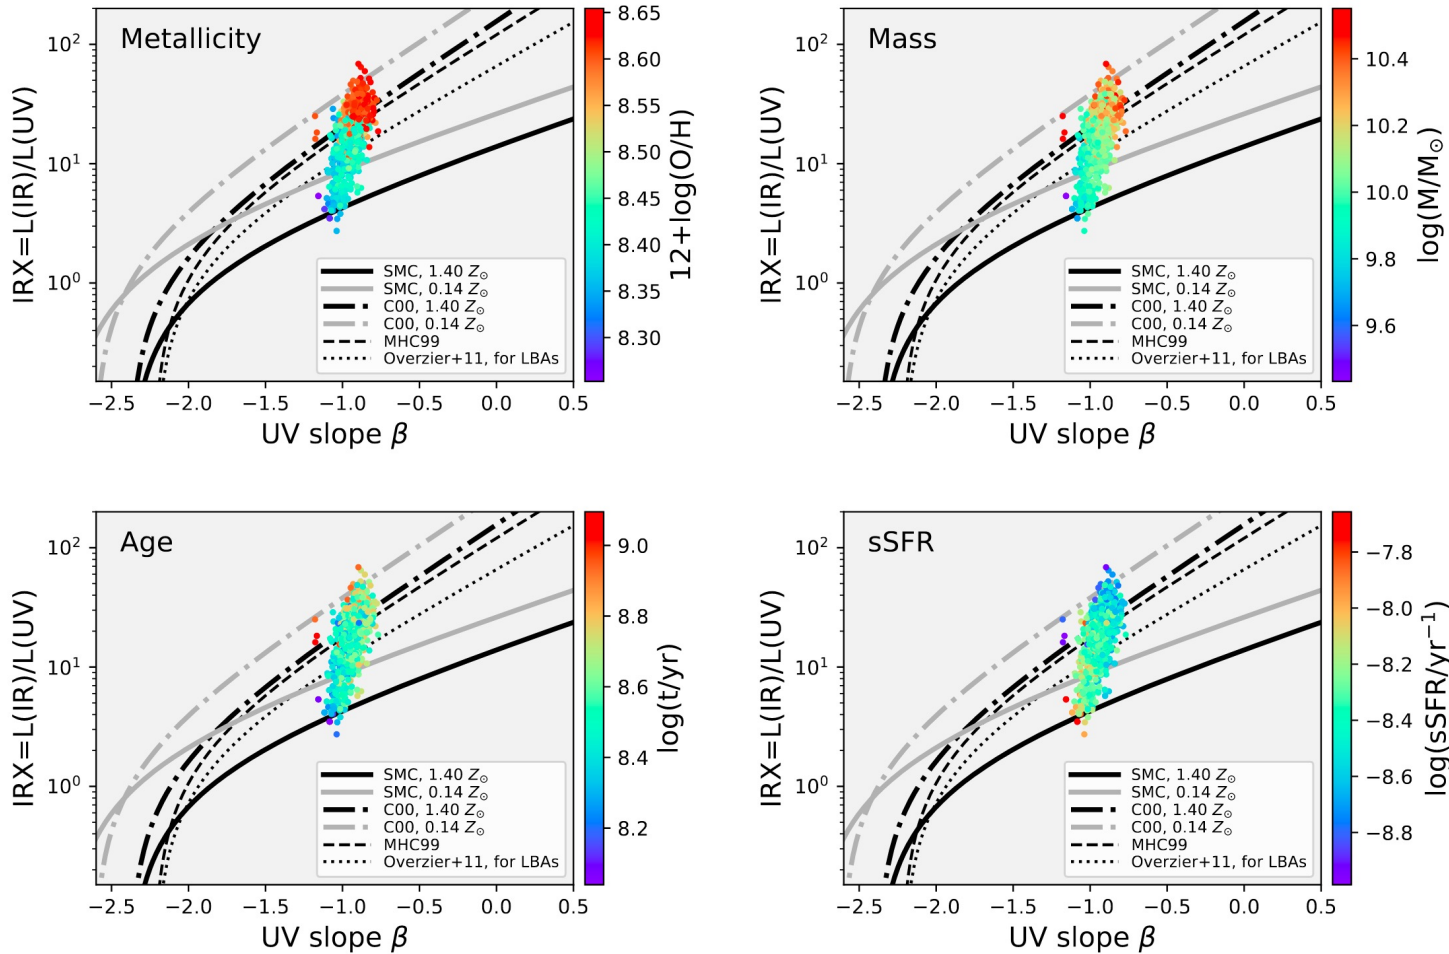 Metallicity
IRX=L(IR)/L(UV)
10²
10¹
10⁰
SMC, 1.40 Z⊙
SMC, 0.14 Z⊙
C00, 1.40 Z⊙
C00, 0.14 Z⊙
MHC99
Overzier+11, for LBAs
−2.5 −2.0 −1.5 −1.0 −0.5 0.0 0.5
UV slope β
8.65
8.60
8.55
8.50
8.45
8.40
8.35
8.30
12+log(O/H)
Mass
IRX=L(IR)/L(UV)
10²
10¹
10⁰
SMC, 1.40 Z⊙
SMC, 0.14 Z⊙
C00, 1.40 Z⊙
C00, 0.14 Z⊙
MHC99
Overzier+11, for LBAs
−2.5 −2.0 −1.5 −1.0 −0.5 0.0 0.5
UV slope β
10.4
10.2
10.0
9.8
9.6
log(M/M⊙)
Age
IRX=L(IR)/L(UV)
10²
10¹
10⁰
SMC, 1.40 Z⊙
SMC, 0.14 Z⊙
C00, 1.40 Z⊙
C00, 0.14 Z⊙
MHC99
Overzier+11, for LBAs
−2.5 −2.0 −1.5 −1.0 −0.5 0.0 0.5
UV slope β
9.0
8.8
8.6
8.4
8.2
log(t/yr)
sSFR
IRX=L(IR)/L(UV)
10²
10¹
10⁰
SMC, 1.40 Z⊙
SMC, 0.14 Z⊙
C00, 1.40 Z⊙
C00, 0.14 Z⊙
MHC99
Overzier+11, for LBAs
−2.5 −2.0 −1.5 −1.0 −0.5 0.0 0.5
UV slope β
−7.8
−8.0
−8.2
−8.4
−8.6
−8.8
log(sSFR/yr⁻¹)